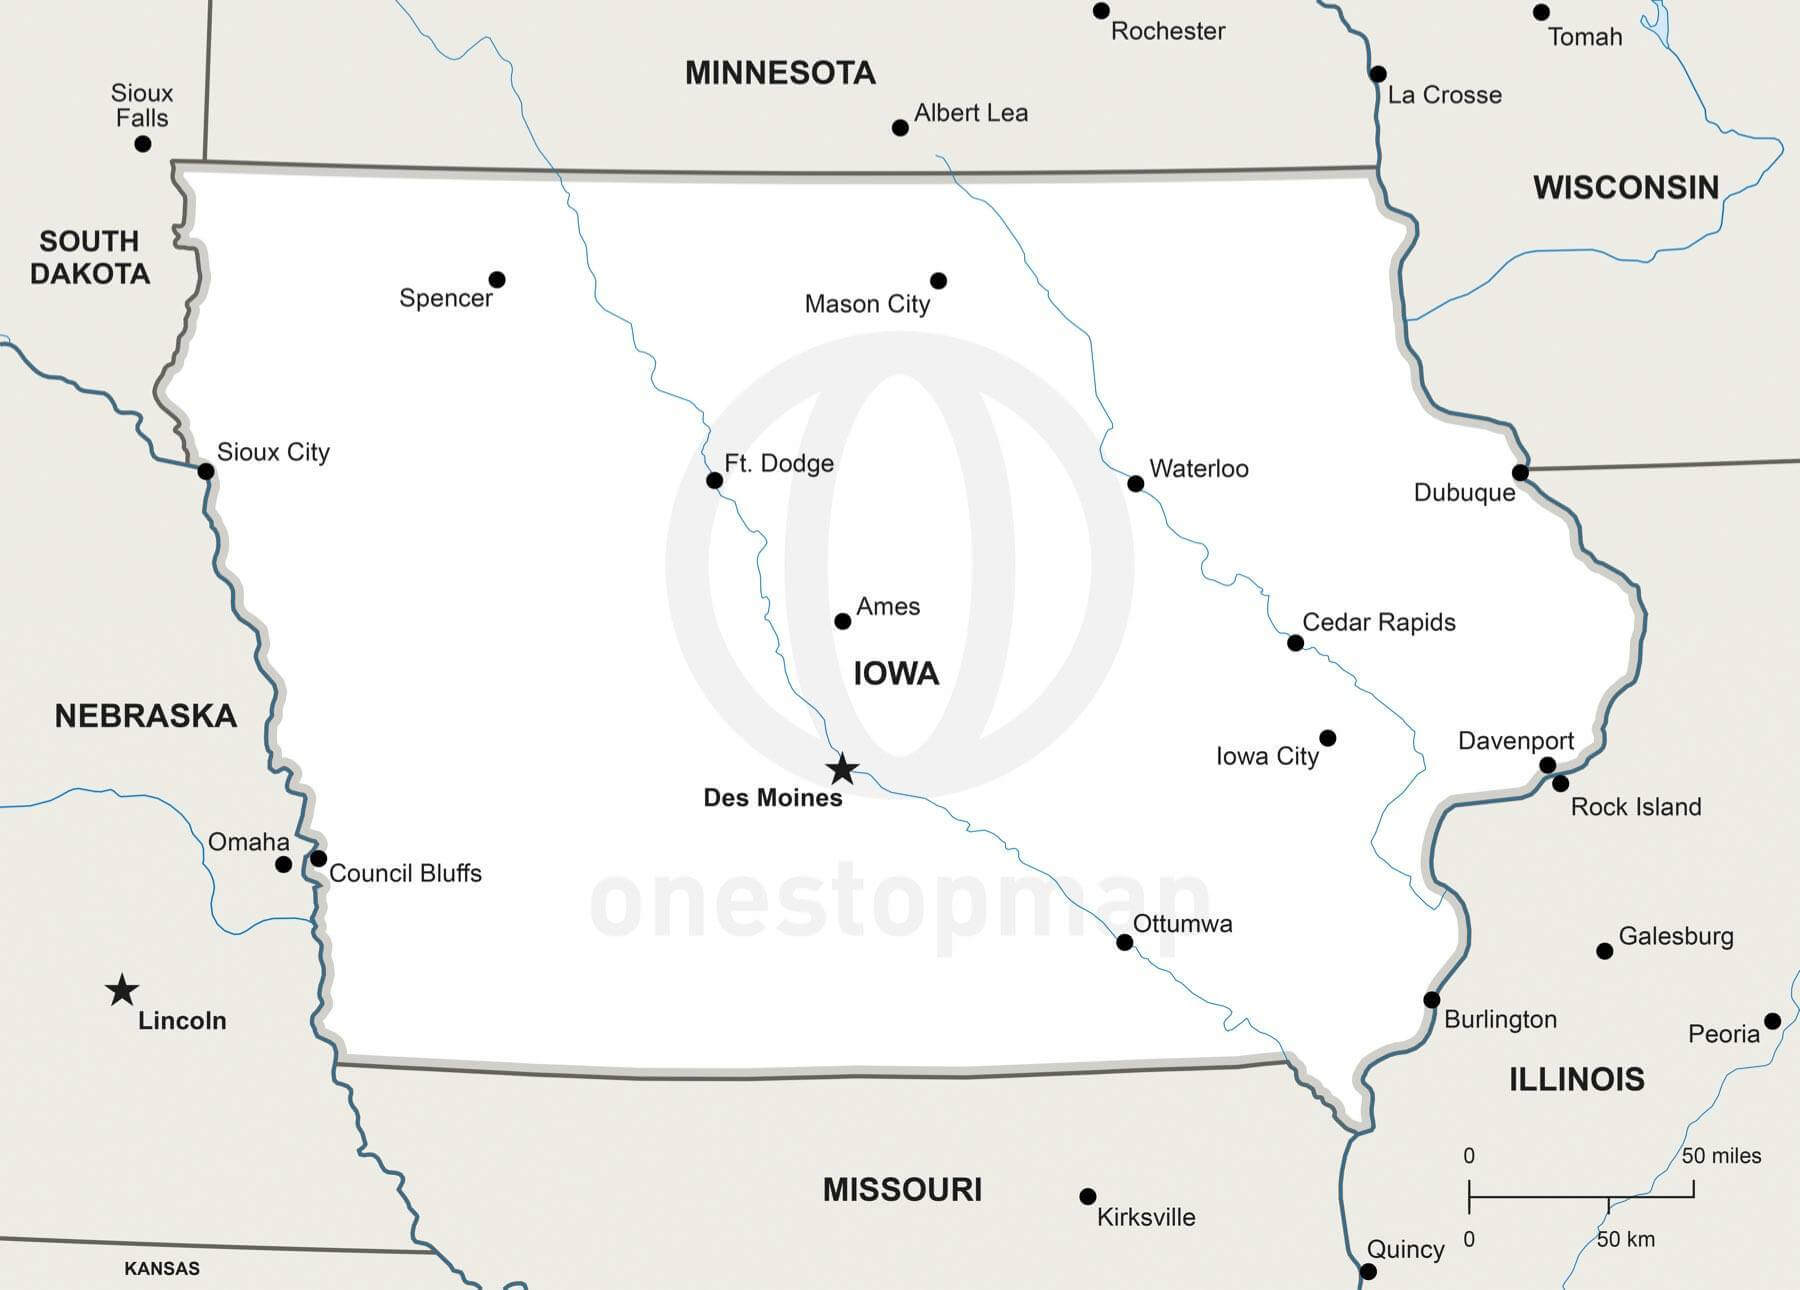 Rochester
Tomah
MINNESOTA
La Crosse
Sioux
Falls
Albert Lea
WISCONSIN
SOUTH
DAKOTA
Spencer
Mason City
Sioux City
Ft. Dodge
Waterloo
Dubuque
Ames
Cedar Rapids
IOWA
NEBRASKA
Iowa City
Davenport
Des Moines
Rock Island
Omaha
Council Bluffs
onestopmap
Ottumwa
Galesburg
Lincoln
Burlington
Peoria
ILLINOIS
0 50 miles
MISSOURI
Kirksville
0 50 km
Quincy
KANSAS